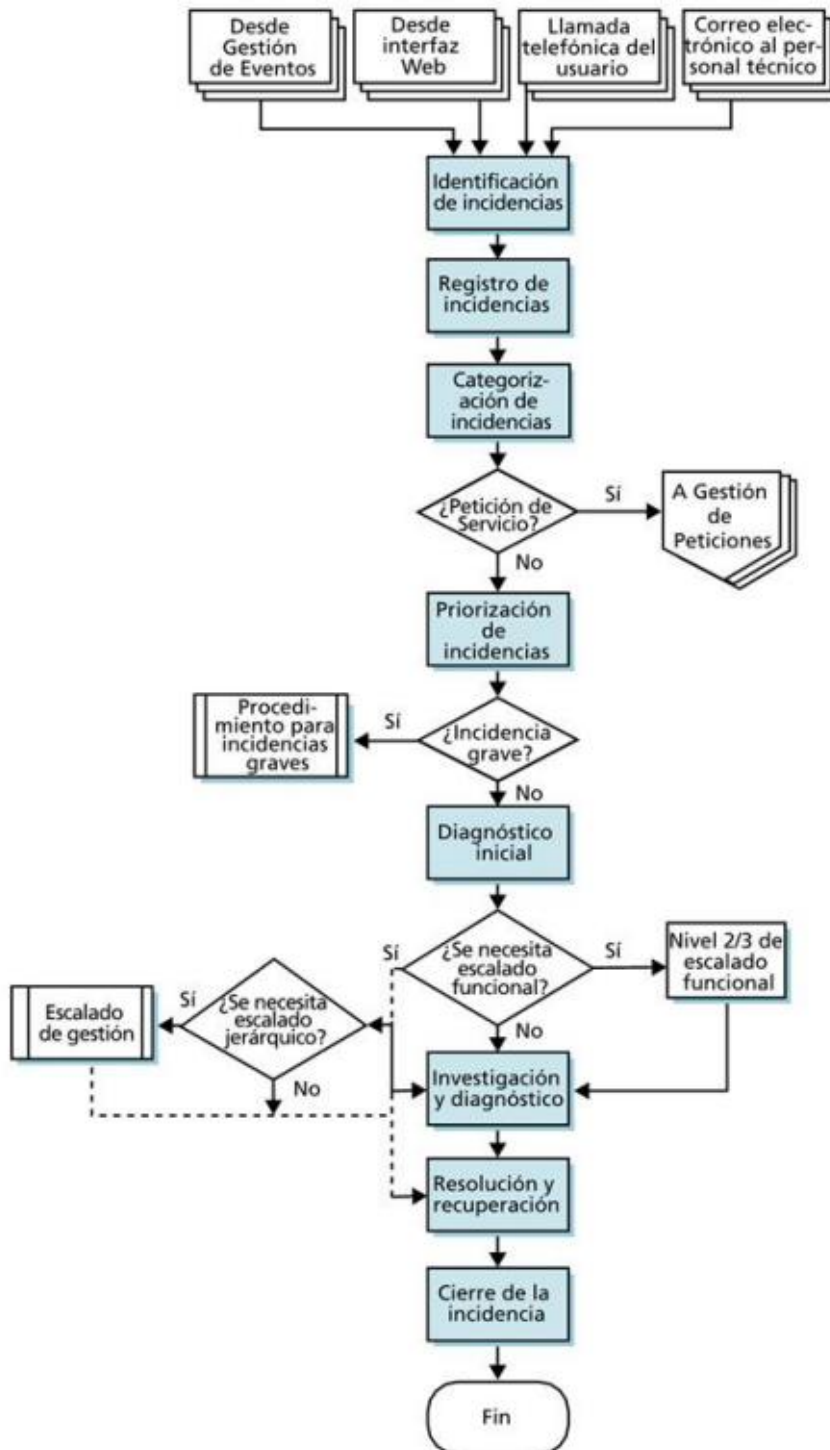 Desde
Gestión
de Eventos
Desde
interfaz
Web
Llamada
telefónica del
usuario
Correo elec-
trónico al per-
sonal técnico
Identificación
de incidencias
Registro de
incidencias
Categoriz-
ación de
incidencias
¿Petición de
Servicio?
Sí
A Gestión
de
Peticiones
No
Priorización
de
incidencias
Procedi-
miento para
incidencias
graves
Sí
¿Incidencia
grave?
No
Diagnóstico
inicial
Sí
¿Se necesita
escalado
funcional?
Sí
Nivel 2/3 de
escalado
funcional
Escalado
de gestión
Sí
¿Se necesita
escalado
jerárquico?
No
No
Investigación
y diagnóstico
Resolución y
recuperación
Cierre de la
incidencia
Fin